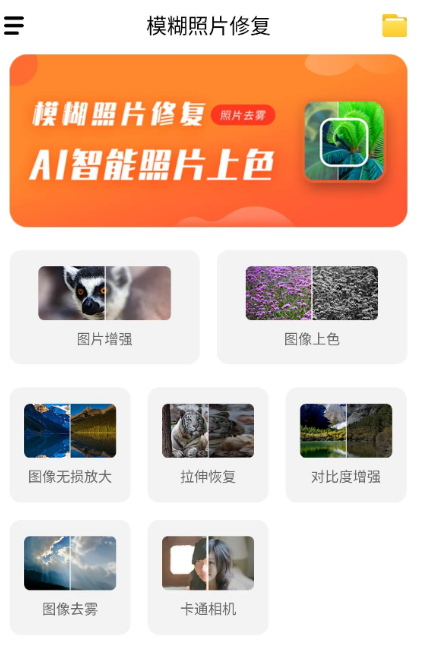 模糊照片修复
模糊照片修复 照片去雾
AI智能照片上色
图片增强 图像上色
图像无损放大 拉伸恢复 对比度增强
图像去雾 卡通相机